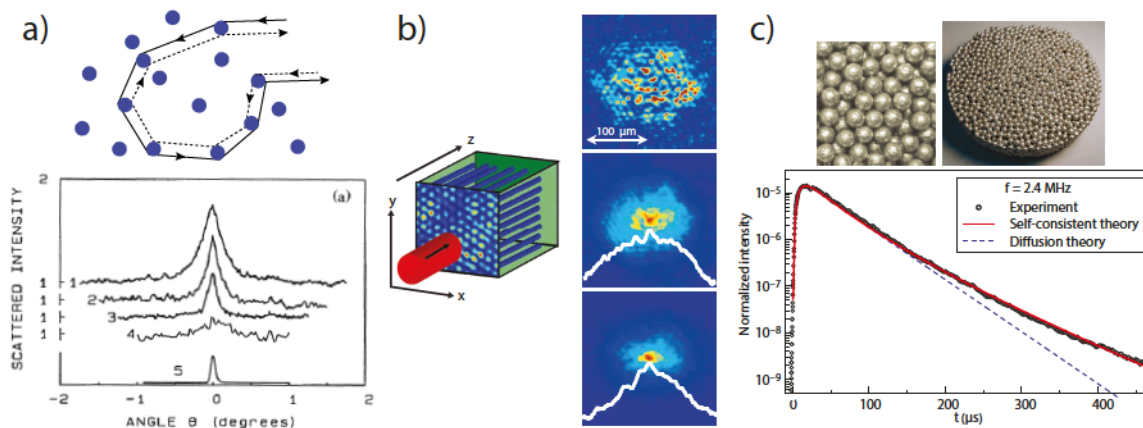 a)
2
(a)
SCATTERED INTENSITY
1
1
1
1
1
2
3
4
5
-2
-1
0
1
2
ANGLE θ (degrees)
b)
z
y
x
100 µm
c)
f = 2.4 MHz
Experiment
Self-consistent theory
Diffusion theory
Normalized intensity
10-5
10-6
10-7
10-8
10-9
0
100
200
300
400
t (µs)